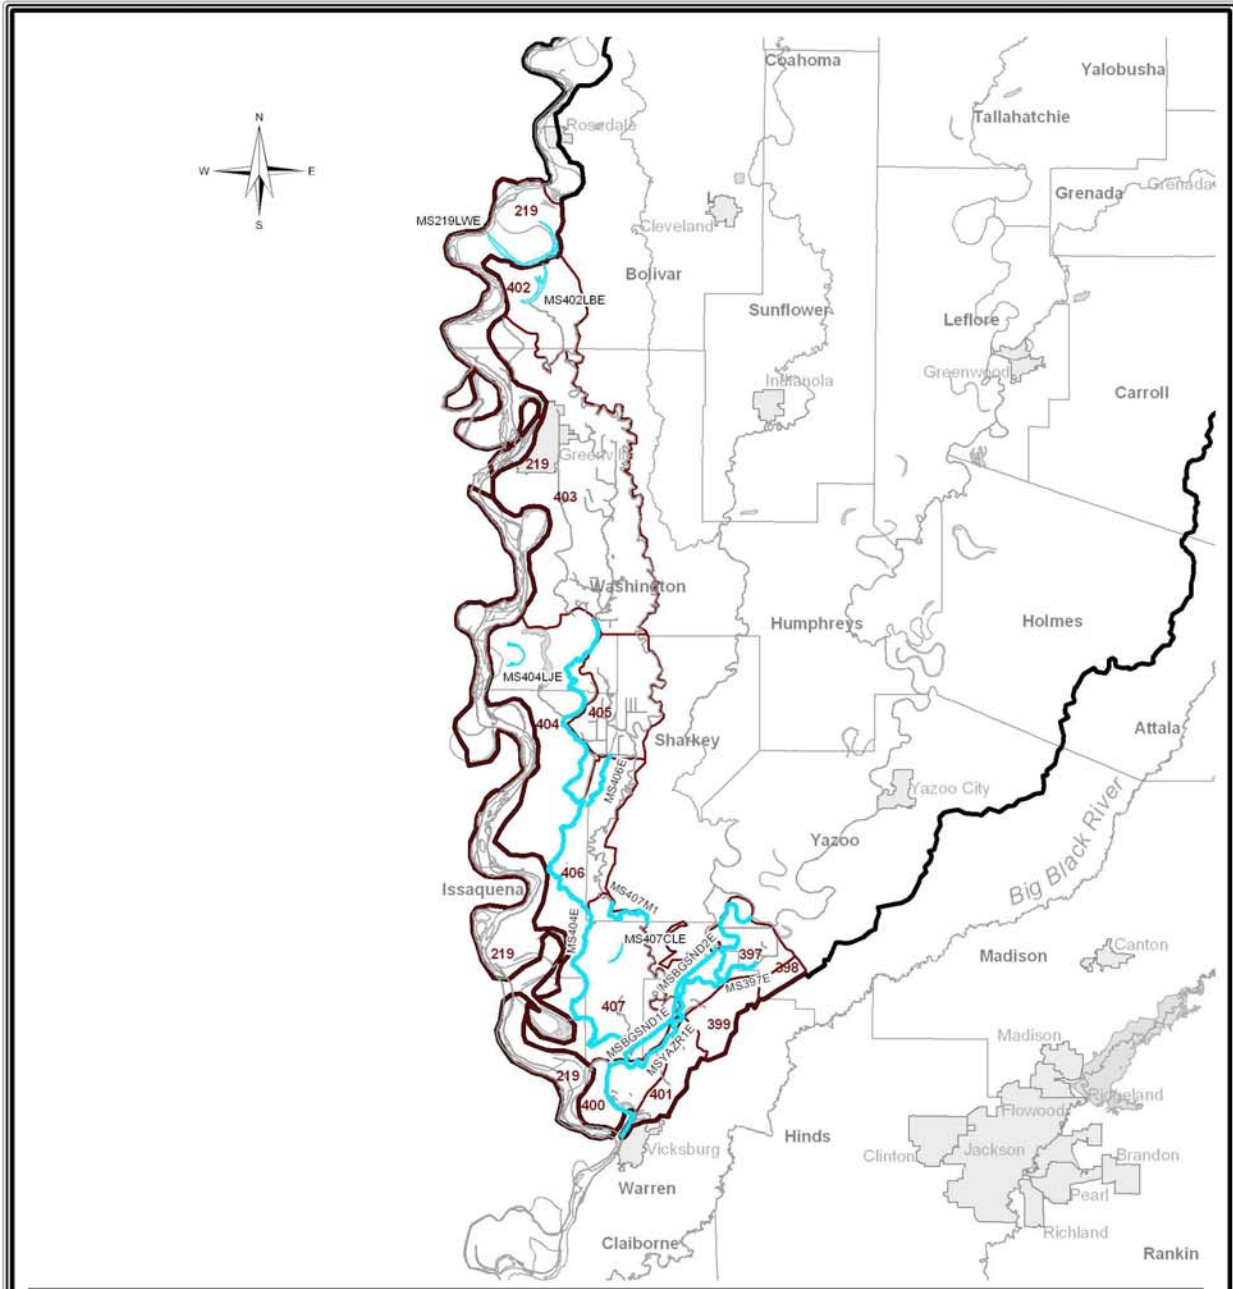 Coahoma
Yalobusha
N
Tallahatchie
Rosedale
W
E
Grenada
Grenada
S
219
MS219LWE
Cleveland
Bolivar
402
MS402LBE
Sunflower
Leflore
Greenwood
Indianola
Carroll
219
403
Washington
Humphreys
Holmes
MS404LJE
405
404
Sharkey
Attala
MS406E
Yazoo City
Yazoo
Big Black River
406
Issaquena
MS407M1
MS404E
MS407CLE
MSBGSND2E
Canton
219
397
Madison
398
MS397E
407
MSBGSND1E
399
MSYAZR1E
Madison
219
400
401
Ridgeland
Flowood
Hinds
Vicksburg
Clinton
Jackson
Brandon
Warren
Pearl
Richland
Claiborne
Rankin